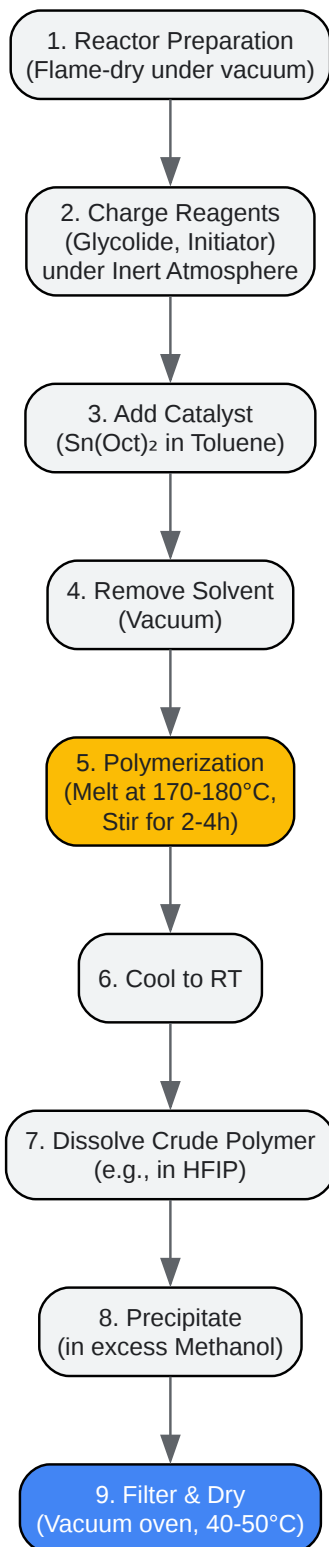 1. Reactor Preparation
(Flame-dry under vacuum)
2. Charge Reagents
(Glycolide, Initiator)
under Inert Atmosphere
3. Add Catalyst
(Sn(Oct)₂ in Toluene)
4. Remove Solvent
(Vacuum)
5. Polymerization
(Melt at 170-180°C,
Stir for 2-4h)
6. Cool to RT
7. Dissolve Crude Polymer
(e.g., in HFIP)
8. Precipitate
(in excess Methanol)
9. Filter & Dry
(Vacuum oven, 40-50°C)